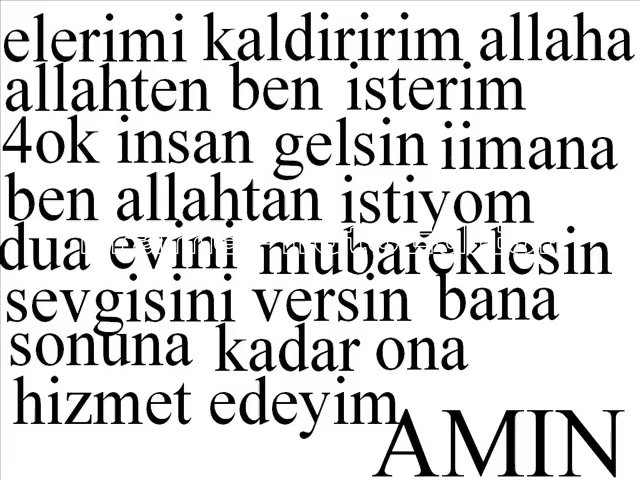 elerimi kaldiririm allaha
allahten ben isterim
4ok insan gelsin iimana
ben allahtan istiyom
dua evini mubareklesin
sevgisini versin bana
sonuna kadar ona
hizmet edeyim
AMIN